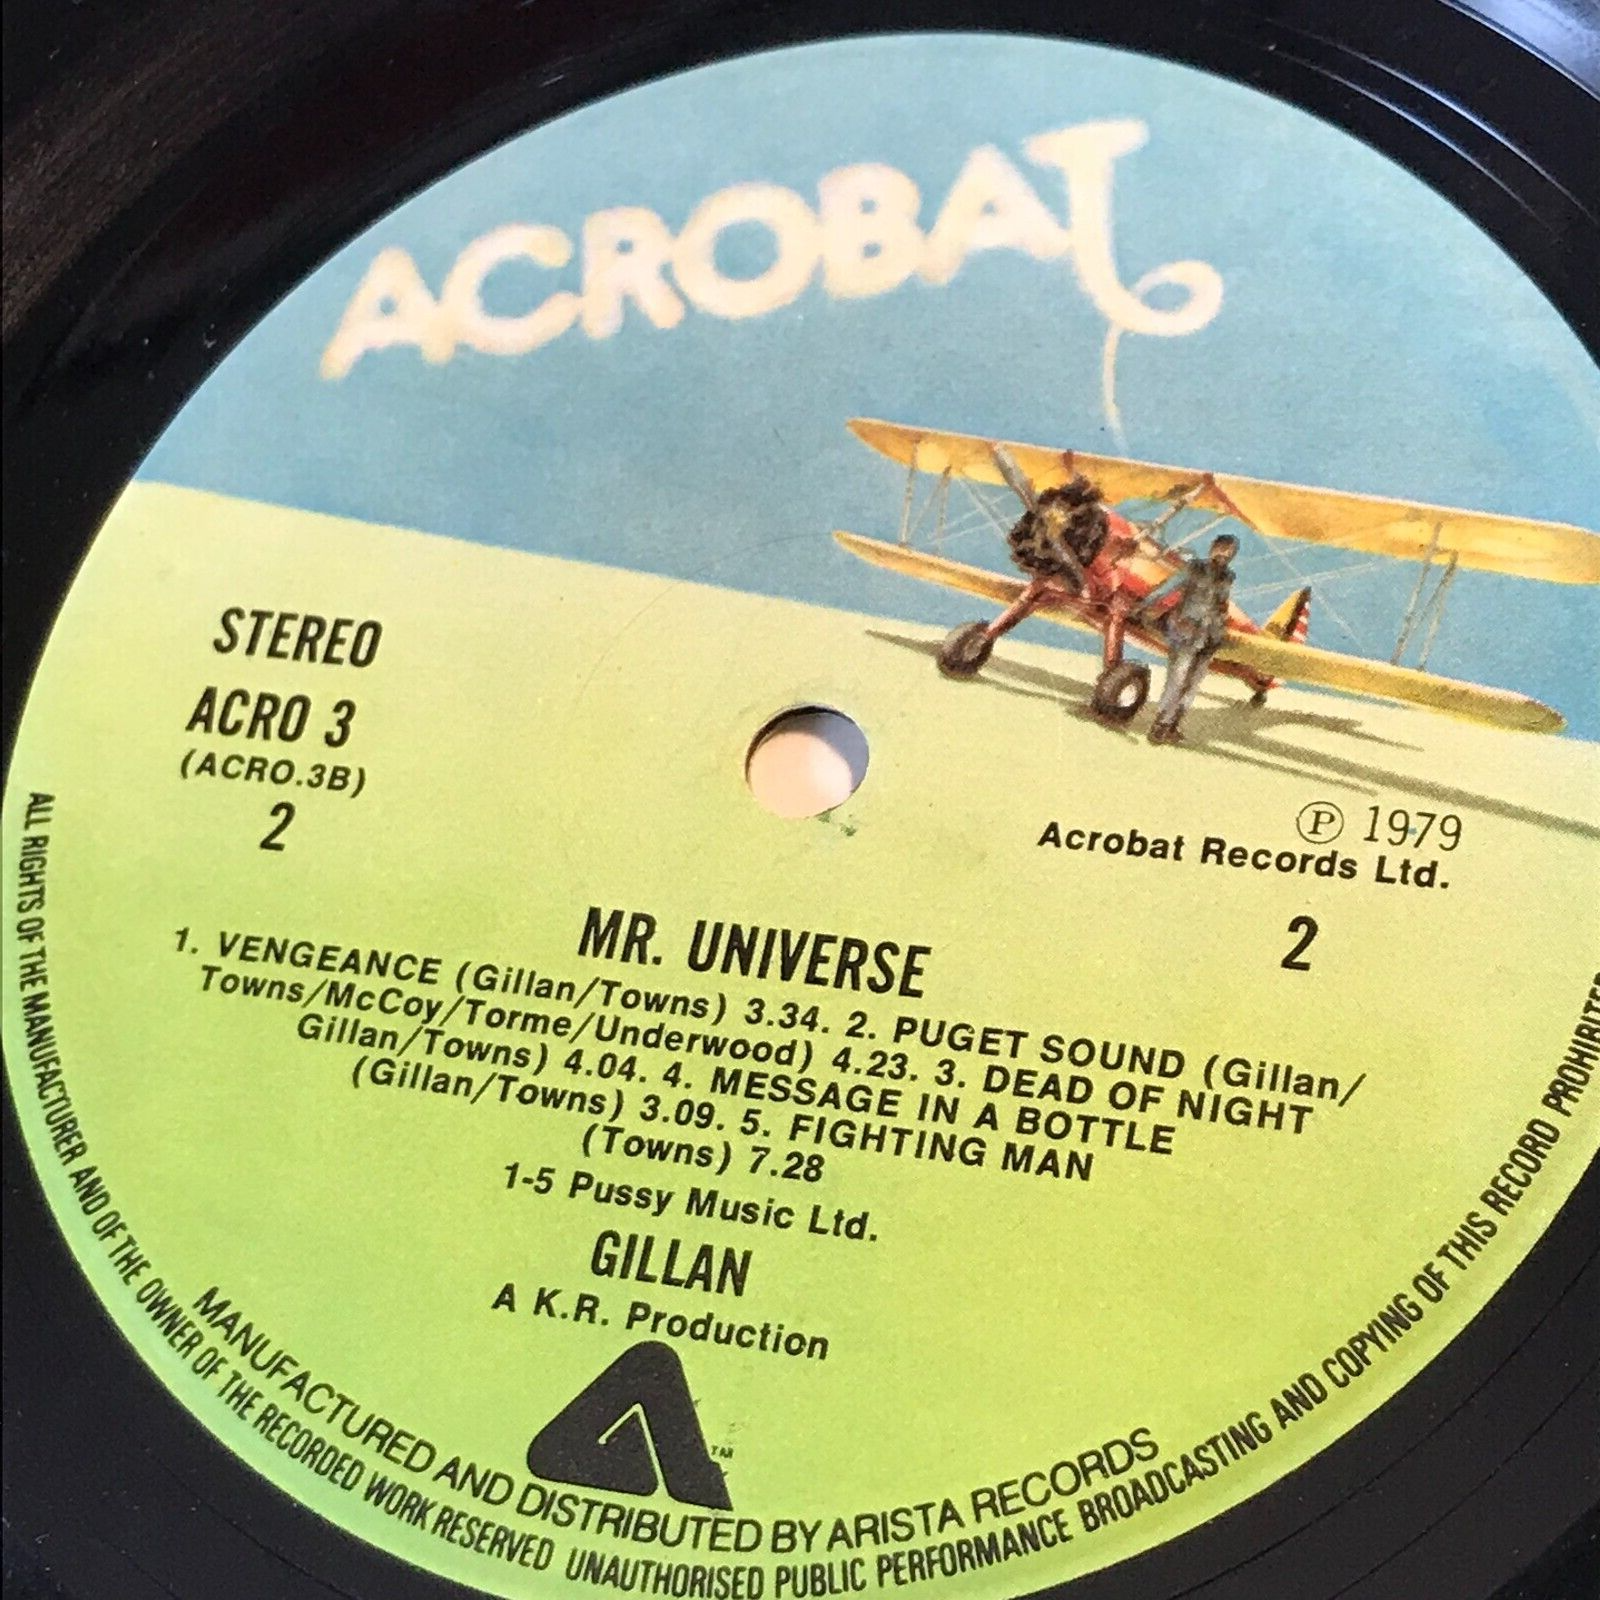 ACROBAT
STEREO
ACRO 3
(ACRO.3B)
2
℗ 1979
Acrobat Records Ltd.
2
MR. UNIVERSE
1. VENGEANCE (Gillan/Towns) 3.34. 2. PUGET SOUND (Gillan/
Towns/McCoy/Torme/Underwood) 4.23. 3. DEAD OF NIGHT
Gillan/Towns) 4.04. 4. MESSAGE IN A BOTTLE
(Gillan/Towns) 3.09. 5. FIGHTING MAN
(Towns) 7.28
1-5 Pussy Music Ltd.
GILLAN
A K.R. Production
TM
MANUFACTURED AND DISTRIBUTED BY ARISTA RECORDS
ALL RIGHTS OF THE MANUFACTURER AND OF THE OWNER OF THE RECORDED WORK RESERVED UNAUTHORISED PUBLIC PERFORMANCE BROADCASTING AND COPYING OF THIS RECORD PROHIBITED